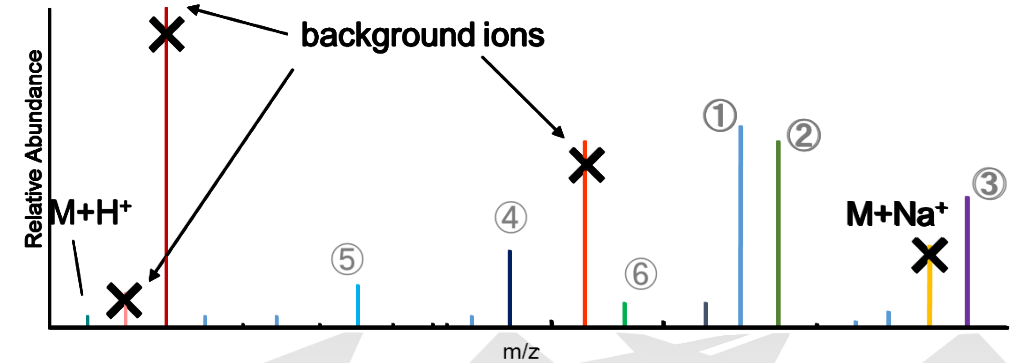 background ions
Relative Abundance
M+H⁺
①
②
③
M+Na⁺
④
⑤
⑥
m/z